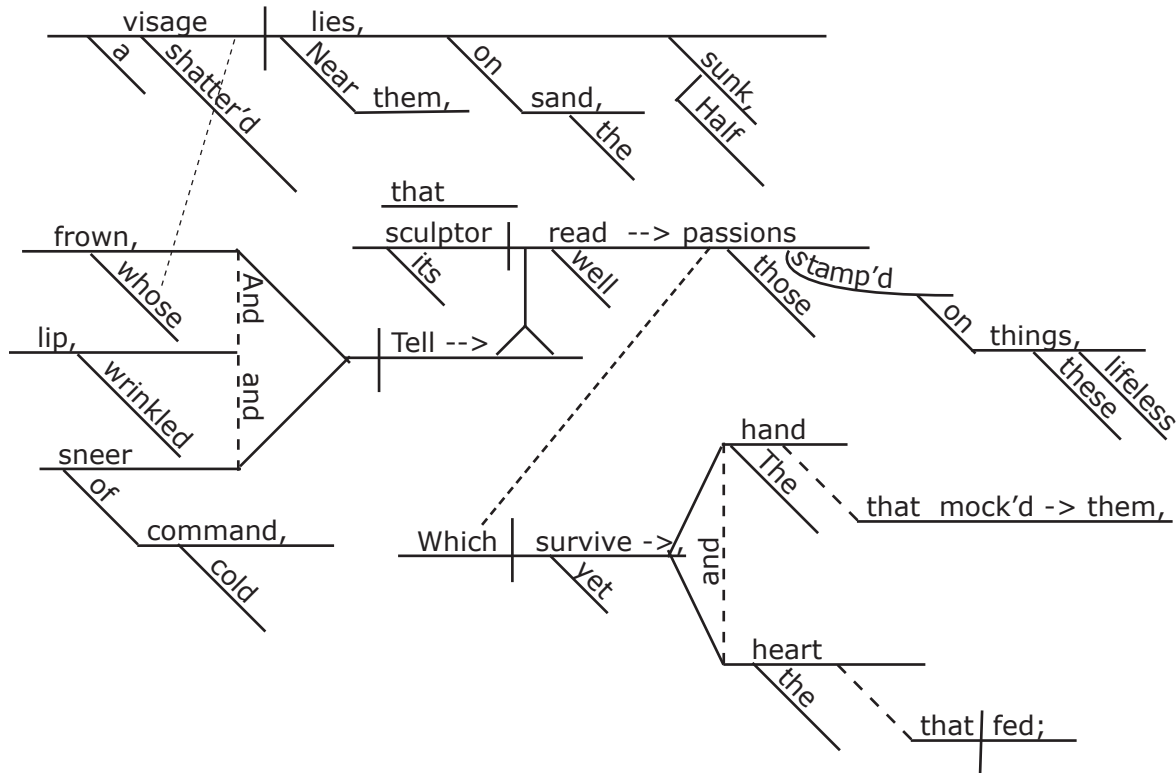 visage lies,
a shatter'd Near them, on sand, the sunk, Half
that
frown, sculptor read --> passions
whose its well those stamp'd
on things,
these lifeless
And
lip, Tell -->
wrinkled and
sneer hand
of The
command, that mock'd -> them,
cold Which survive ->,
yet and
heart
the
that fed;